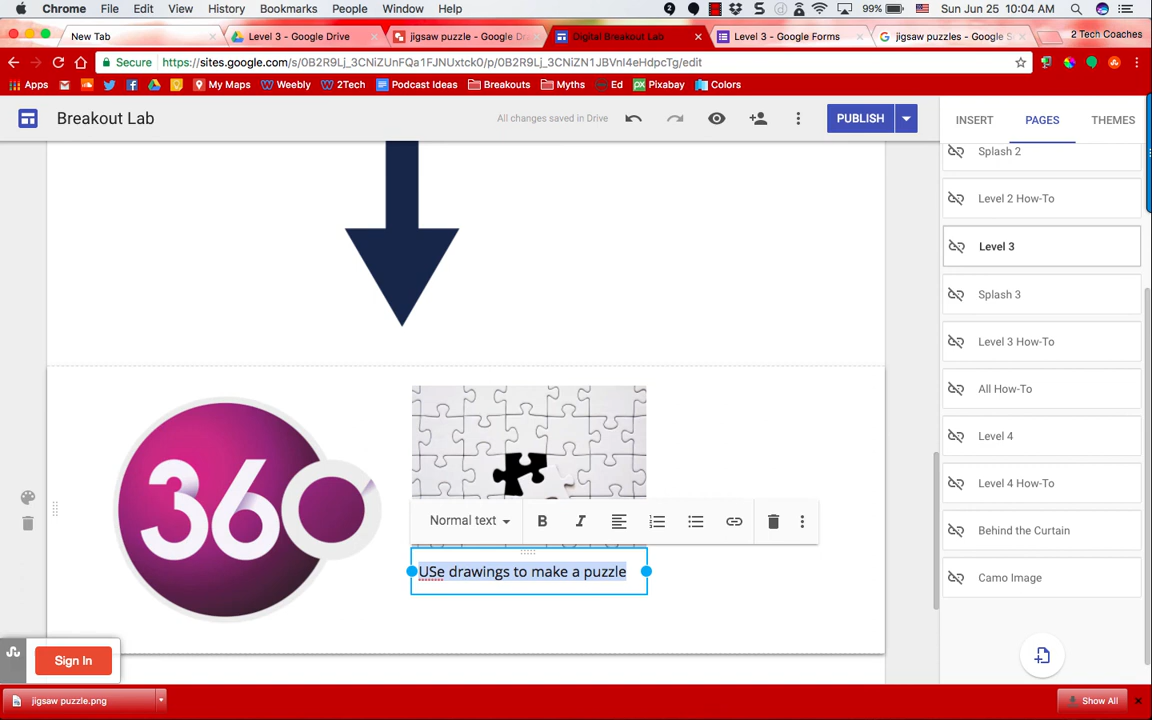 Chrome File Edit View History Bookmarks People Window Help 2 99% Sun Jun 25 10:04 AM
New Tab Level 3 - Google Drive jigsaw puzzle - Google Dra Digital Breakout Lab Level 3 - Google Forms jigsaw puzzles - Google S 2 Tech Coaches
Secure https://sites.google.com/s/0B2R9Lj_3CNiZUnFQa1FJNUxtck0/p/0B2R9Lj_3CNiZN1JBVnI4eHdpcTg/edit
Apps My Maps Weebly 2Tech Podcast Ideas Breakouts Myths Ed px Pixabay Colors
Breakout Lab All changes saved in Drive PUBLISH INSERT PAGES THEMES
Splash 2
Level 2 How-To
Level 3
Splash 3
Level 3 How-To
All How-To
Level 4
Level 4 How-To
Behind the Curtain
Camo Image
360
Normal text B I
USe drawings to make a puzzle
Sign In
jigsaw puzzle.png Show All